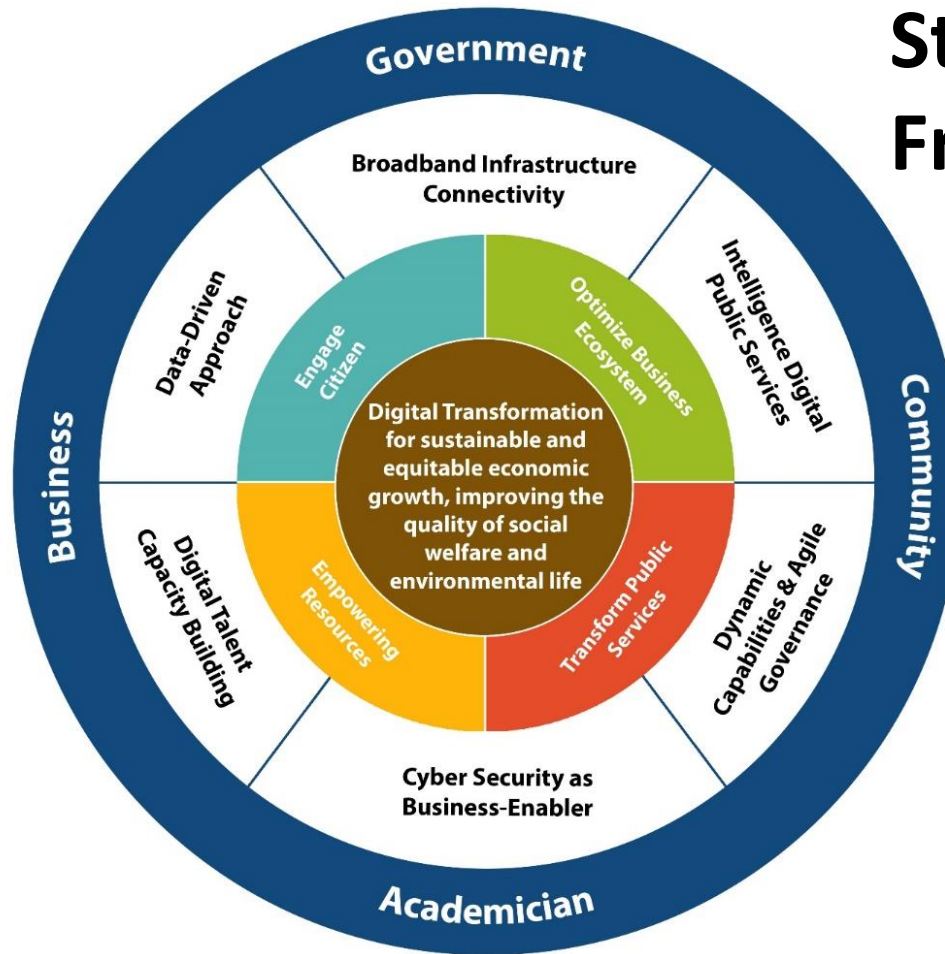 St
Fr
Government
Broadband Infrastructure
Connectivity
Data-Driven
Approach
Intelligence Digital
Public Services
Engage
Citizen
Optimize Business
Ecosystem
Business
Community
Digital Transformation
for sustainable and
equitable economic
growth, improving the
quality of social
welfare and
environmental life
Digital Talent
Capacity Building
Empowering
Resources
Transform Public
Services
Dynamic
Capabilities & Agile
Governance
Cyber Security as
Business-Enabler
Academician